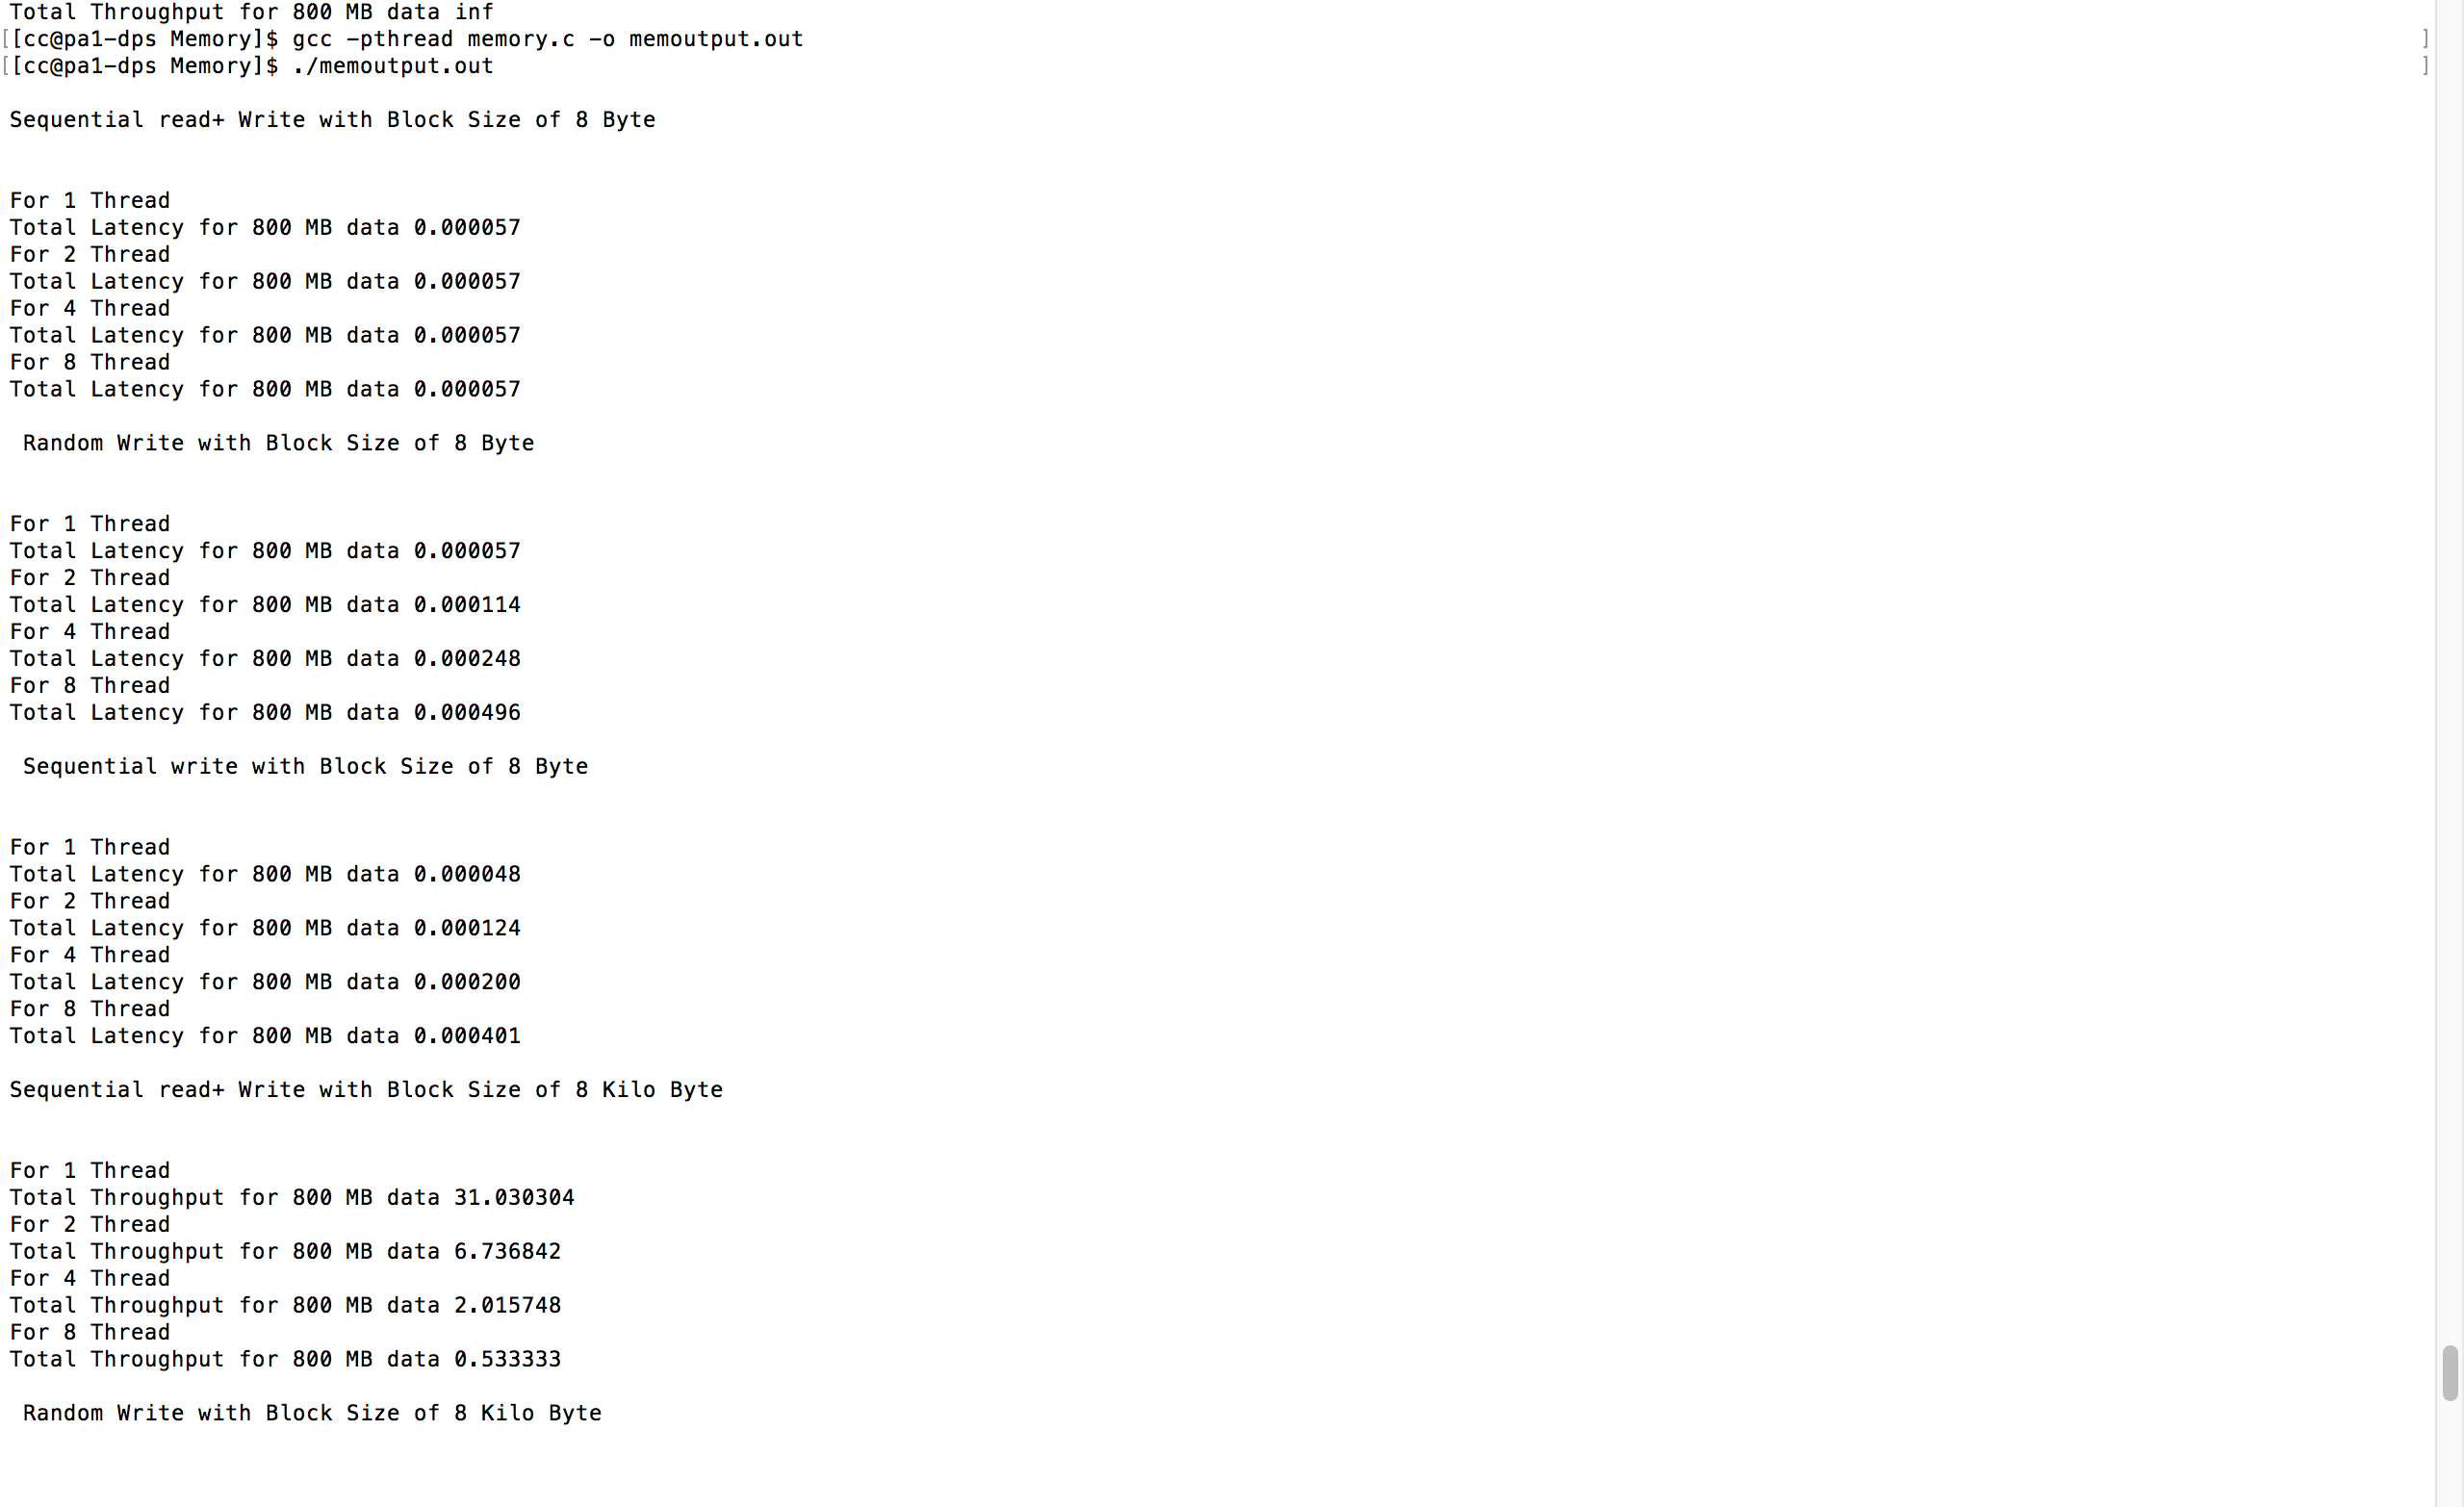 Total Throughput for 800 MB data inf
[[cc@pa1-dps Memory]$ gcc -pthread memory.c -o memoutput.out ]
[[cc@pa1-dps Memory]$ ./memoutput.out ]
Sequential read+ Write with Block Size of 8 Byte
For 1 Thread
Total Latency for 800 MB data 0.000057
For 2 Thread
Total Latency for 800 MB data 0.000057
For 4 Thread
Total Latency for 800 MB data 0.000057
For 8 Thread
Total Latency for 800 MB data 0.000057
Random Write with Block Size of 8 Byte
For 1 Thread
Total Latency for 800 MB data 0.000057
For 2 Thread
Total Latency for 800 MB data 0.000114
For 4 Thread
Total Latency for 800 MB data 0.000248
For 8 Thread
Total Latency for 800 MB data 0.000496
Sequential write with Block Size of 8 Byte
For 1 Thread
Total Latency for 800 MB data 0.000048
For 2 Thread
Total Latency for 800 MB data 0.000124
For 4 Thread
Total Latency for 800 MB data 0.000200
For 8 Thread
Total Latency for 800 MB data 0.000401
Sequential read+ Write with Block Size of 8 Kilo Byte
For 1 Thread
Total Throughput for 800 MB data 31.030304
For 2 Thread
Total Throughput for 800 MB data 6.736842
For 4 Thread
Total Throughput for 800 MB data 2.015748
For 8 Thread
Total Throughput for 800 MB data 0.533333
Random Write with Block Size of 8 Kilo Byte